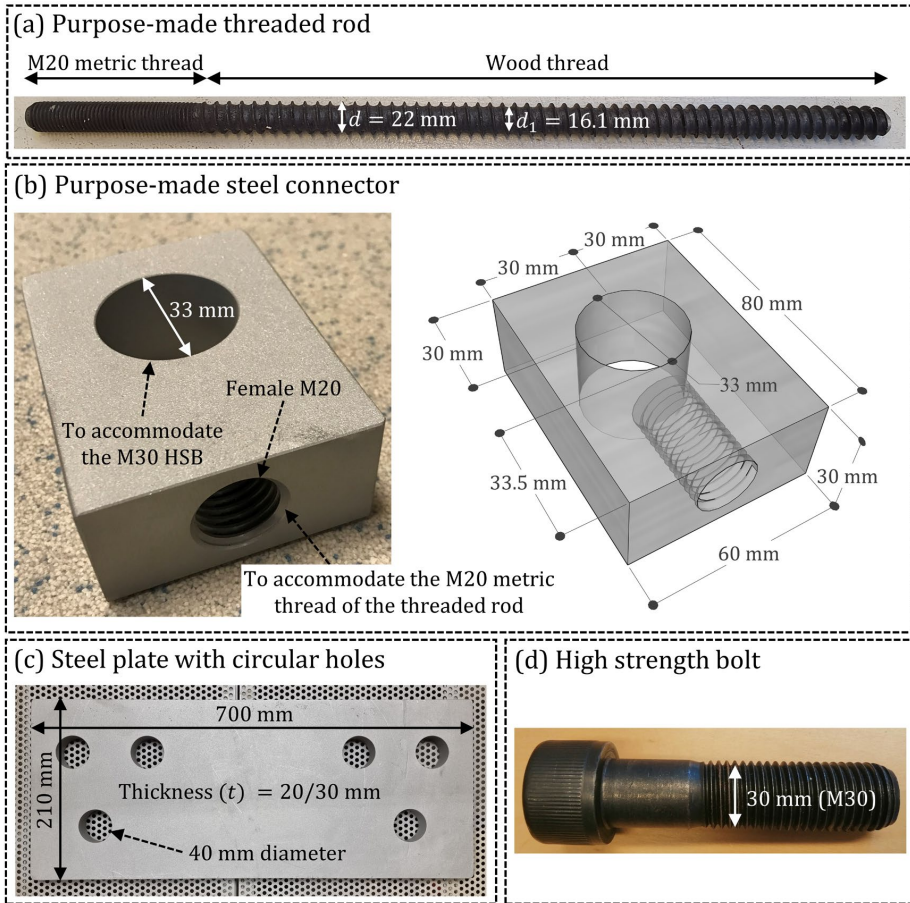 (a) Purpose-made threaded rod
M20 metric thread
Wood thread
d = 22 mm
d₁ = 16.1 mm
(b) Purpose-made steel connector
33 mm
Female M20
To accommodate
the M30 HSB
To accommodate the M20 metric
thread of the threaded rod
30 mm
30 mm
80 mm
30 mm
33 mm
33.5 mm
30 mm
60 mm
(c) Steel plate with circular holes
700 mm
210 mm
Thickness (t) = 20/30 mm
40 mm diameter
(d) High strength bolt
30 mm (M30)